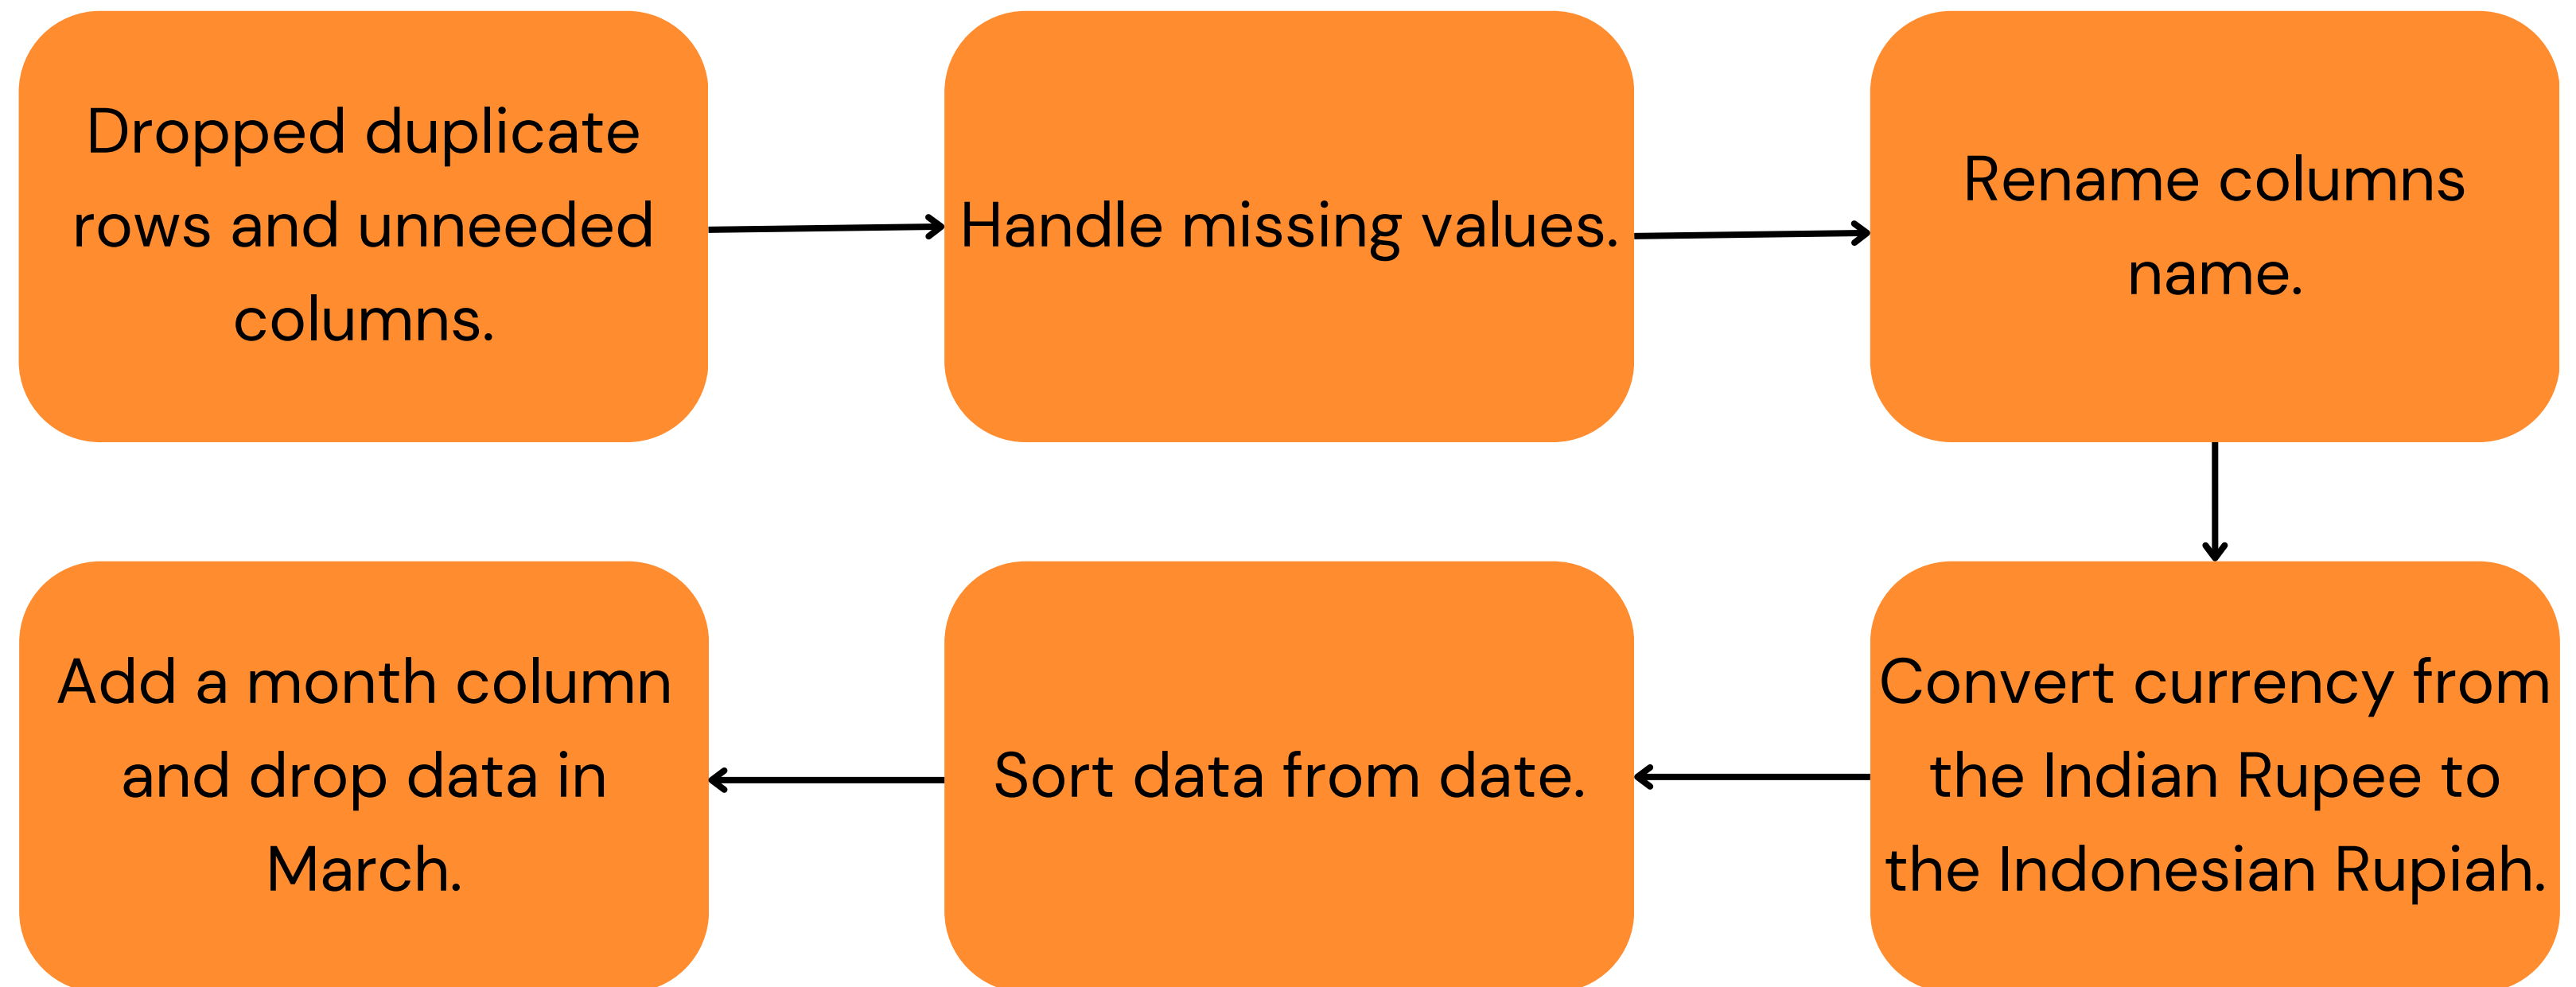 Dropped duplicate
rows and unneeded
columns.
Handle missing values.
Rename columns
name.
Convert currency from
the Indian Rupee to
the Indonesian Rupiah.
Sort data from date.
Add a month column
and drop data in
March.